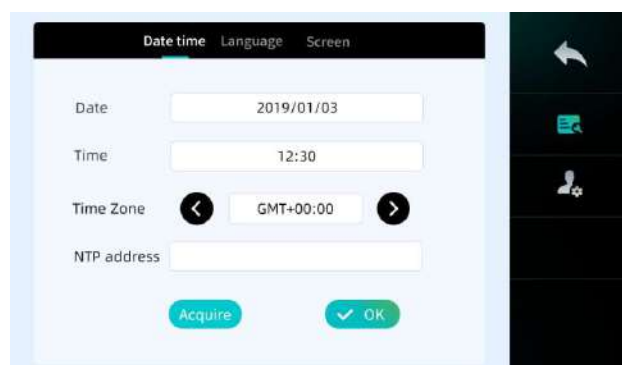 Date time Language Screen
Date 2019/01/03
Time 12:30
Time Zone GMT+00:00
NTP address
Acquire OK